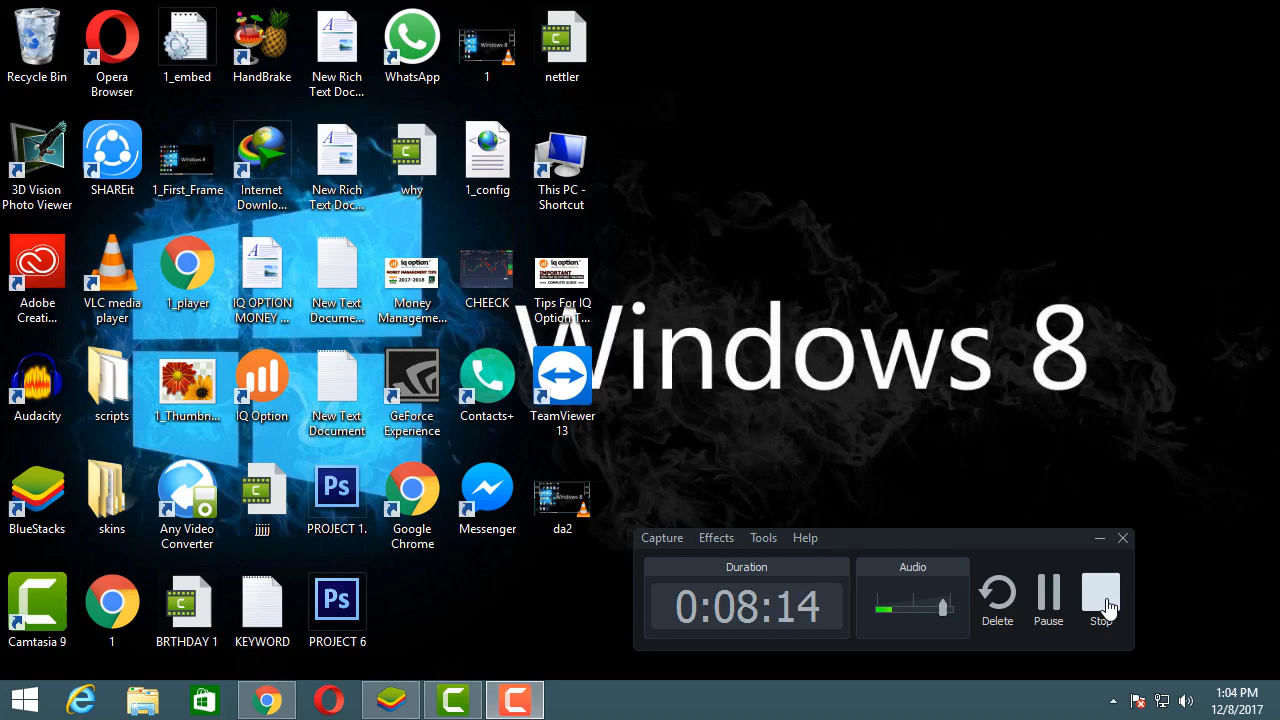 Recycle Bin
Opera
Browser
1_embed
HandBrake
New Rich
Text Doc...
WhatsApp
1
nettler
3D Vision
Photo Viewer
SHAREit
1_First_Frame
Internet
Downlo...
New Rich
Text Doc...
why
1_config
This PC -
Shortcut
Adobe
Creati...
VLC media
player
1_player
IQ OPTION
MONEY ...
New Text
Docume...
Money
Manageme...
CHEECK
Tips For IQ
Option T...
Windows 8
Audacity
scripts
1_Thumbn...
IQ Option
New Text
Document
GeForce
Experience
Contacts+
TeamViewer
13
BlueStacks
skins
Any Video
Converter
jjjjj
Ps
PROJECT 1.
Google
Chrome
Messenger
da2
Camtasia 9
1
BRTHDAY 1
KEYWORD
Ps
PROJECT 6
Capture Effects Tools Help
Duration
Audio
0:08:14
Delete
Pause
Stop
1:04 PM
12/8/2017